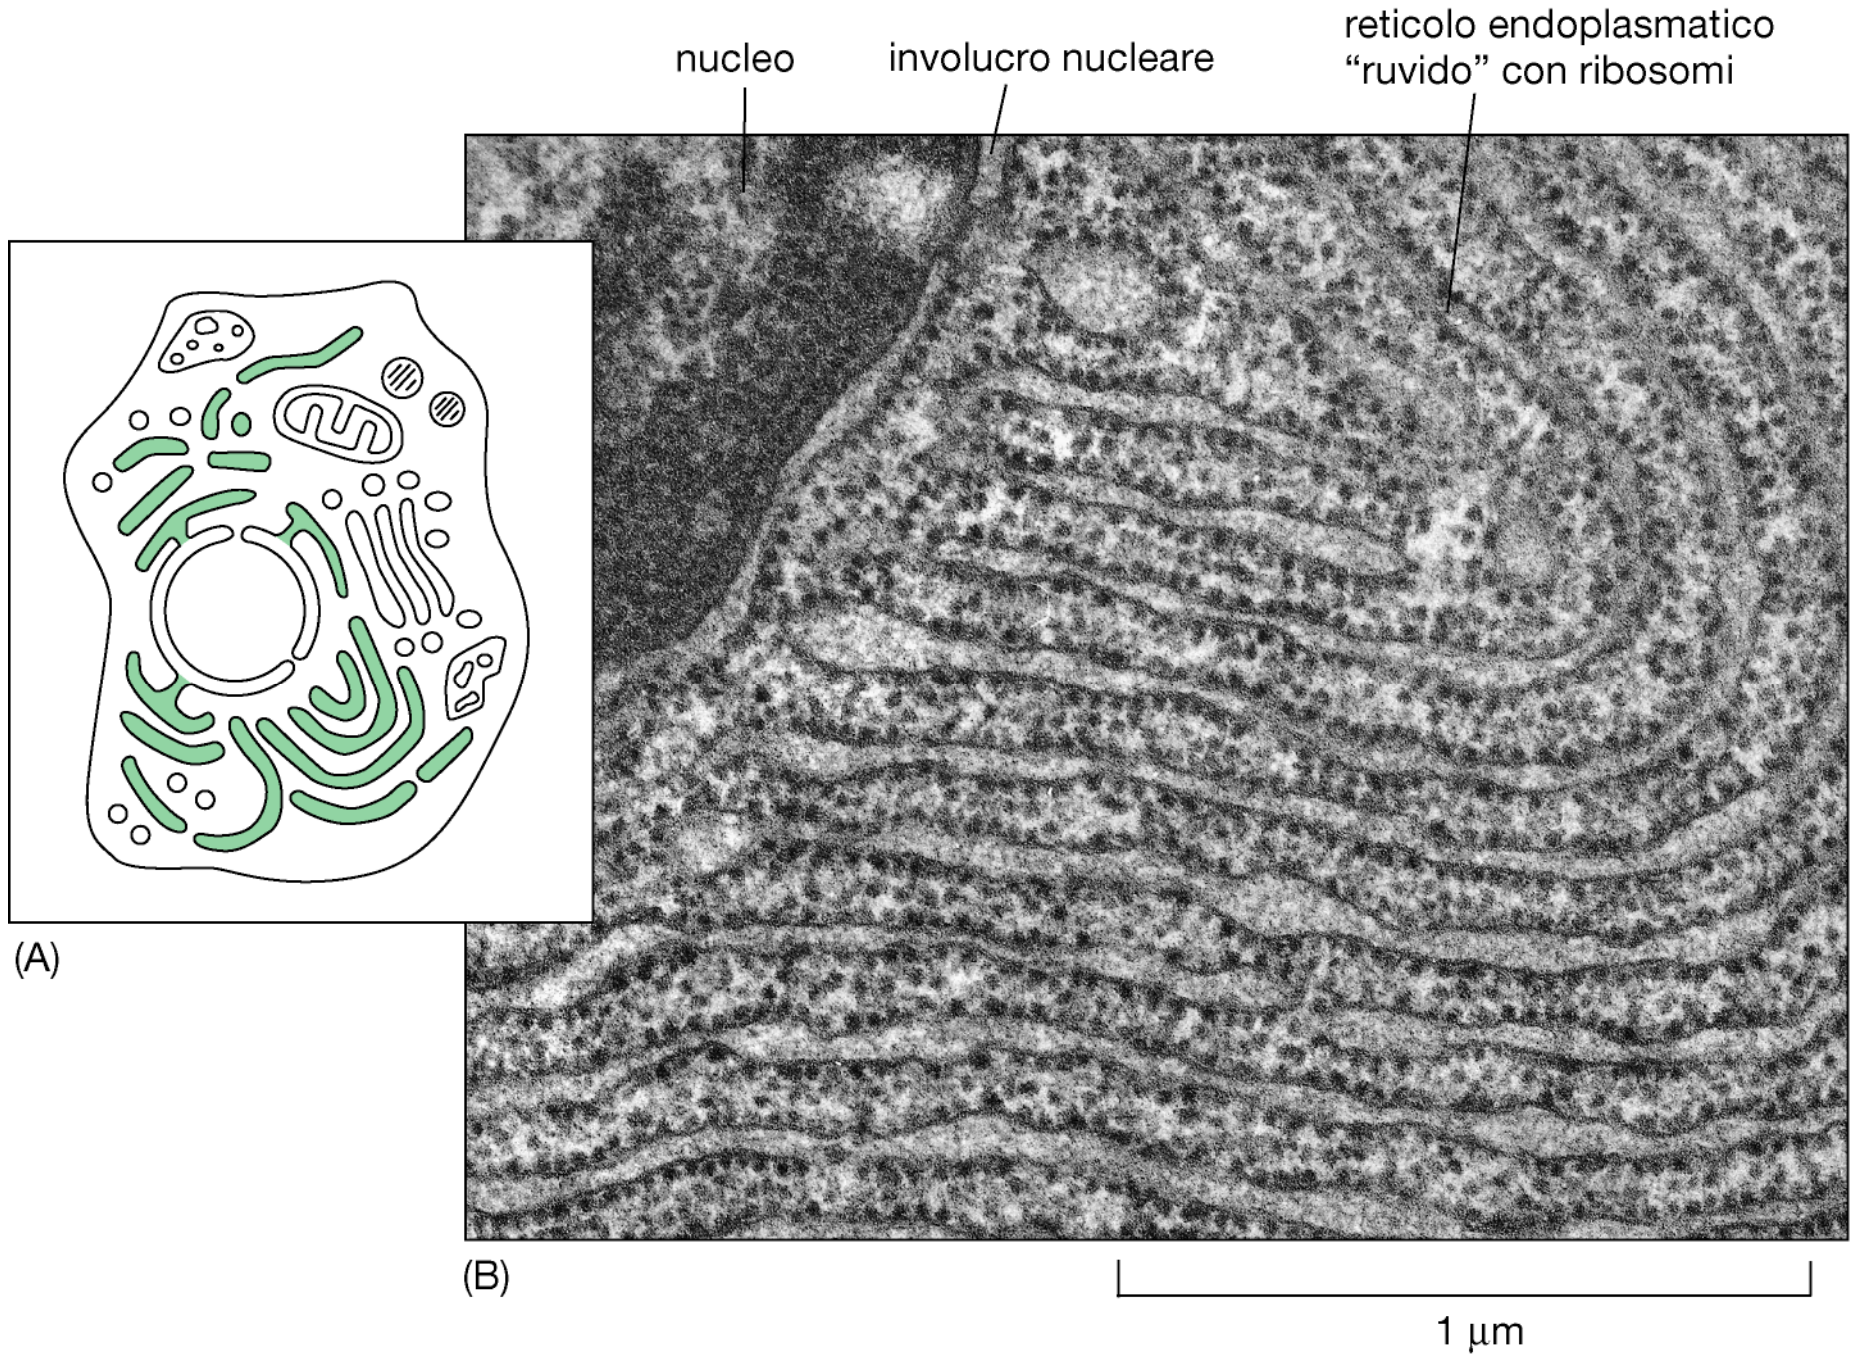 nucleo
involucro nucleare
reticolo endoplasmatico
“ruvido” con ribosomi
(A)
(B)
1 μm